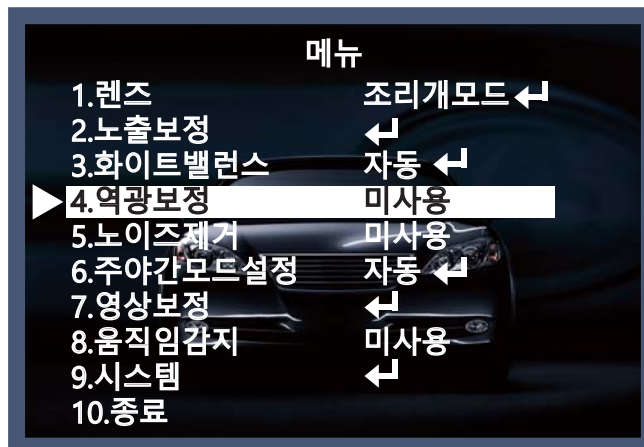 메뉴
1.렌즈 조리개모드 ↵
2.노출보정 ↵
3.화이트밸런스 자동 ↵
4.역광보정 미사용
5.노이즈제거 미사용
6.주야간모드설정 자동 ↵
7.영상보정 ↵
8.움직임감지 미사용
9.시스템 ↵
10.종료